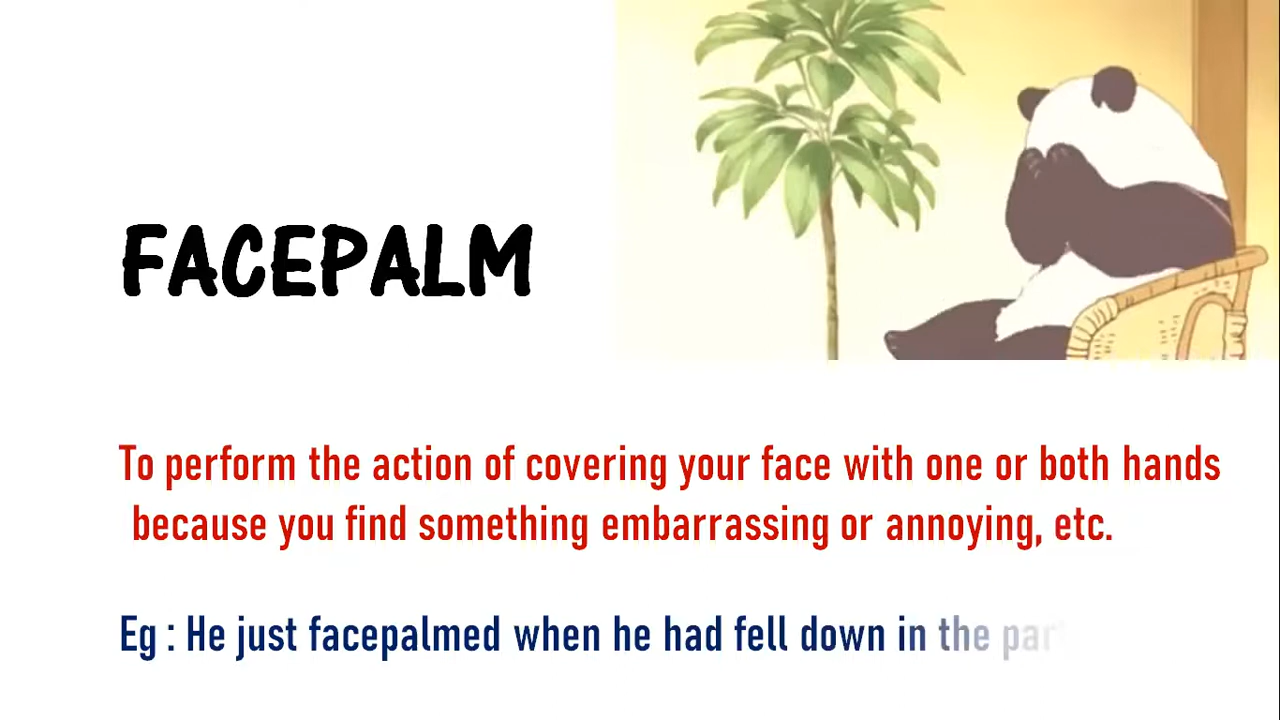 FACEPALM
To perform the action of covering your face with one or both hands
because you find something embarrassing or annoying, etc.
Eg : He just facepalmed when he had fell down in the